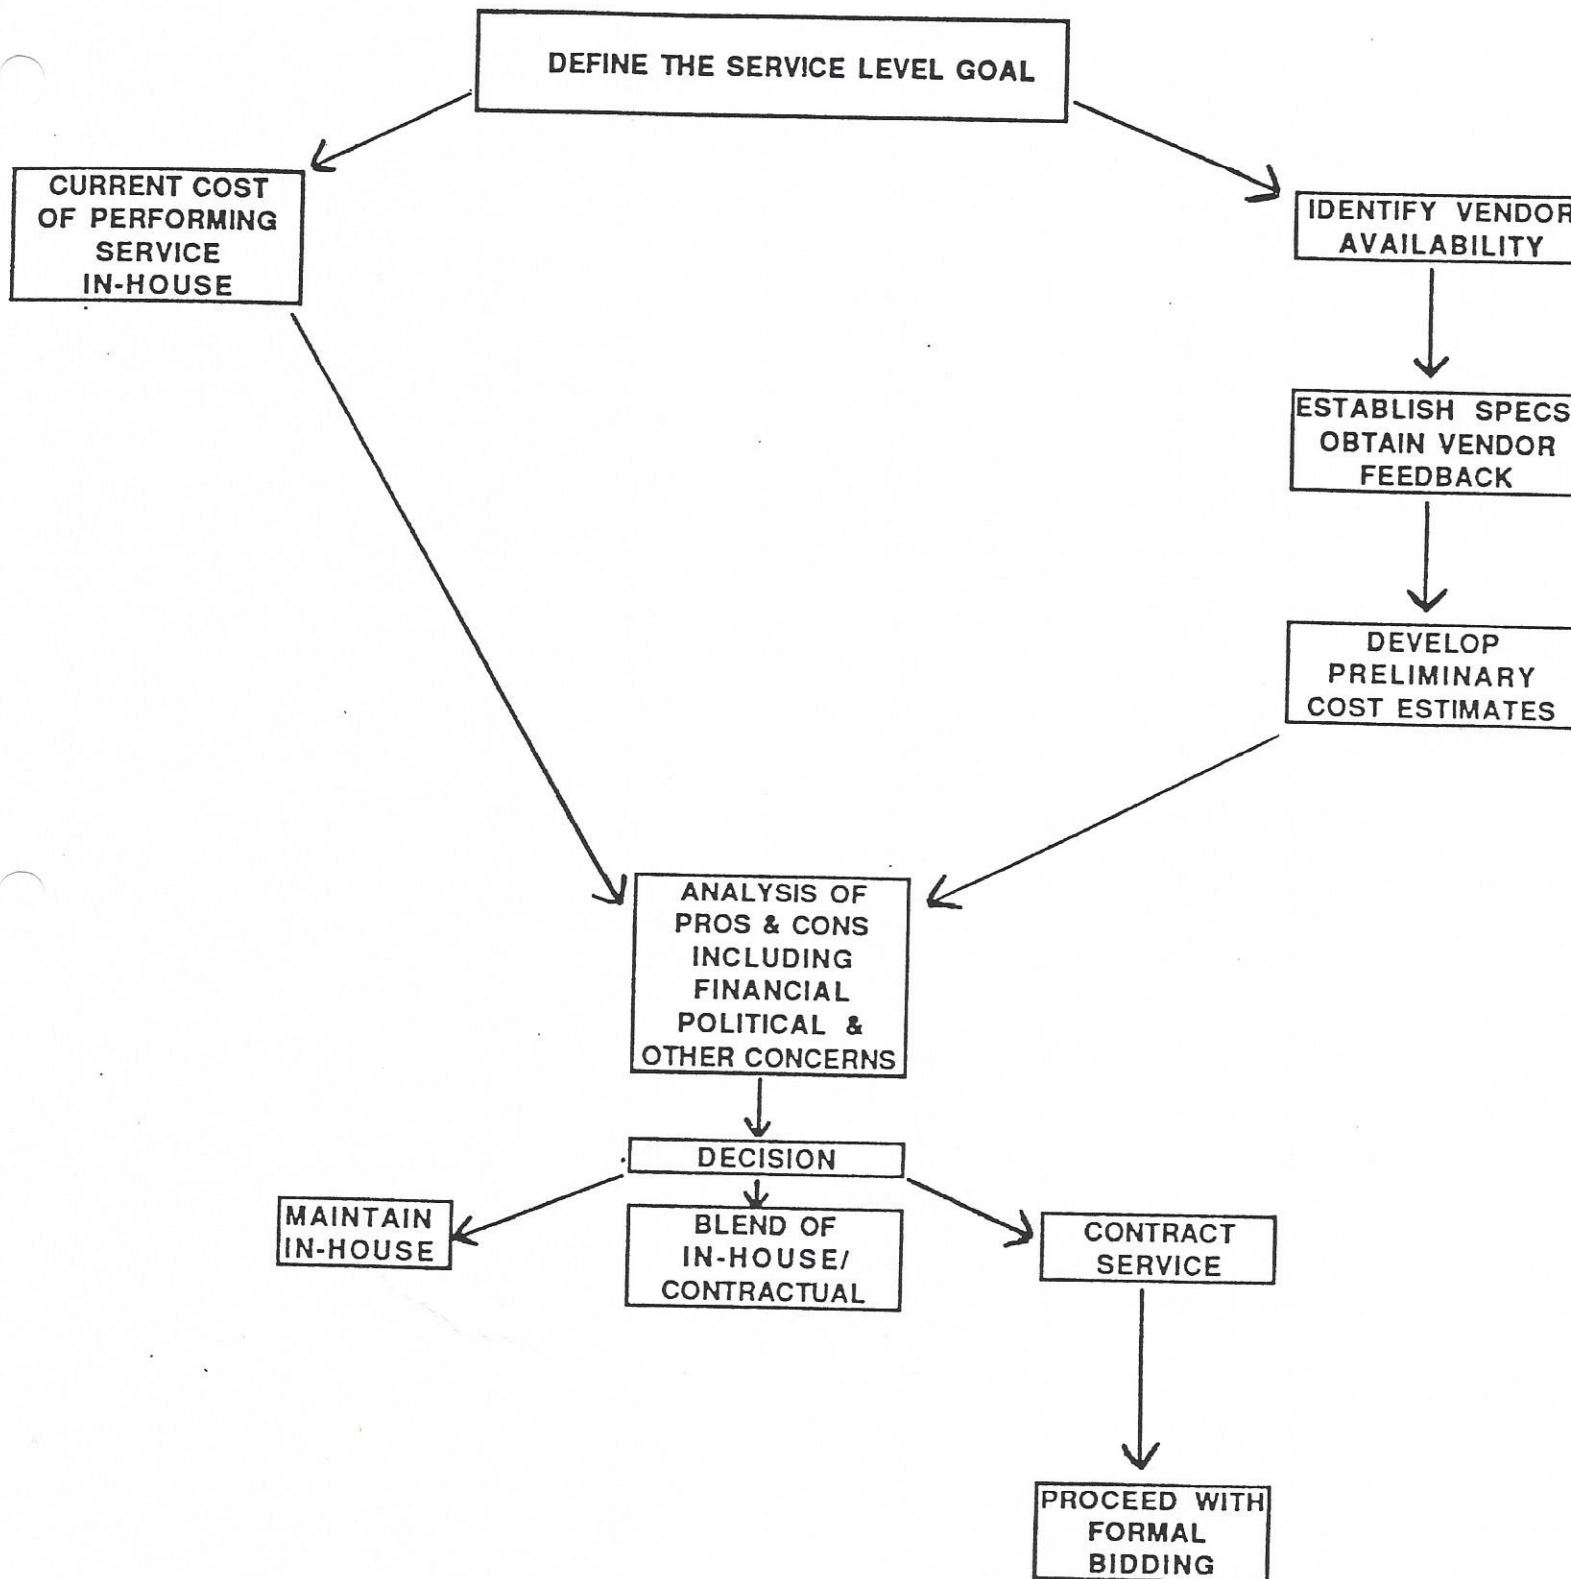 DEFINE THE SERVICE LEVEL GOAL
CURRENT COST
OF PERFORMING
SERVICE
IN-HOUSE
IDENTIFY VENDOR
AVAILABILITY
ESTABLISH SPECS
OBTAIN VENDOR
FEEDBACK
DEVELOP
PRELIMINARY
COST ESTIMATES
ANALYSIS OF
PROS & CONS
INCLUDING
FINANCIAL
POLITICAL &
OTHER CONCERNS
DECISION
MAINTAIN
IN-HOUSE
BLEND OF
IN-HOUSE/
CONTRACTUAL
CONTRACT
SERVICE
PROCEED WITH
FORMAL
BIDDING